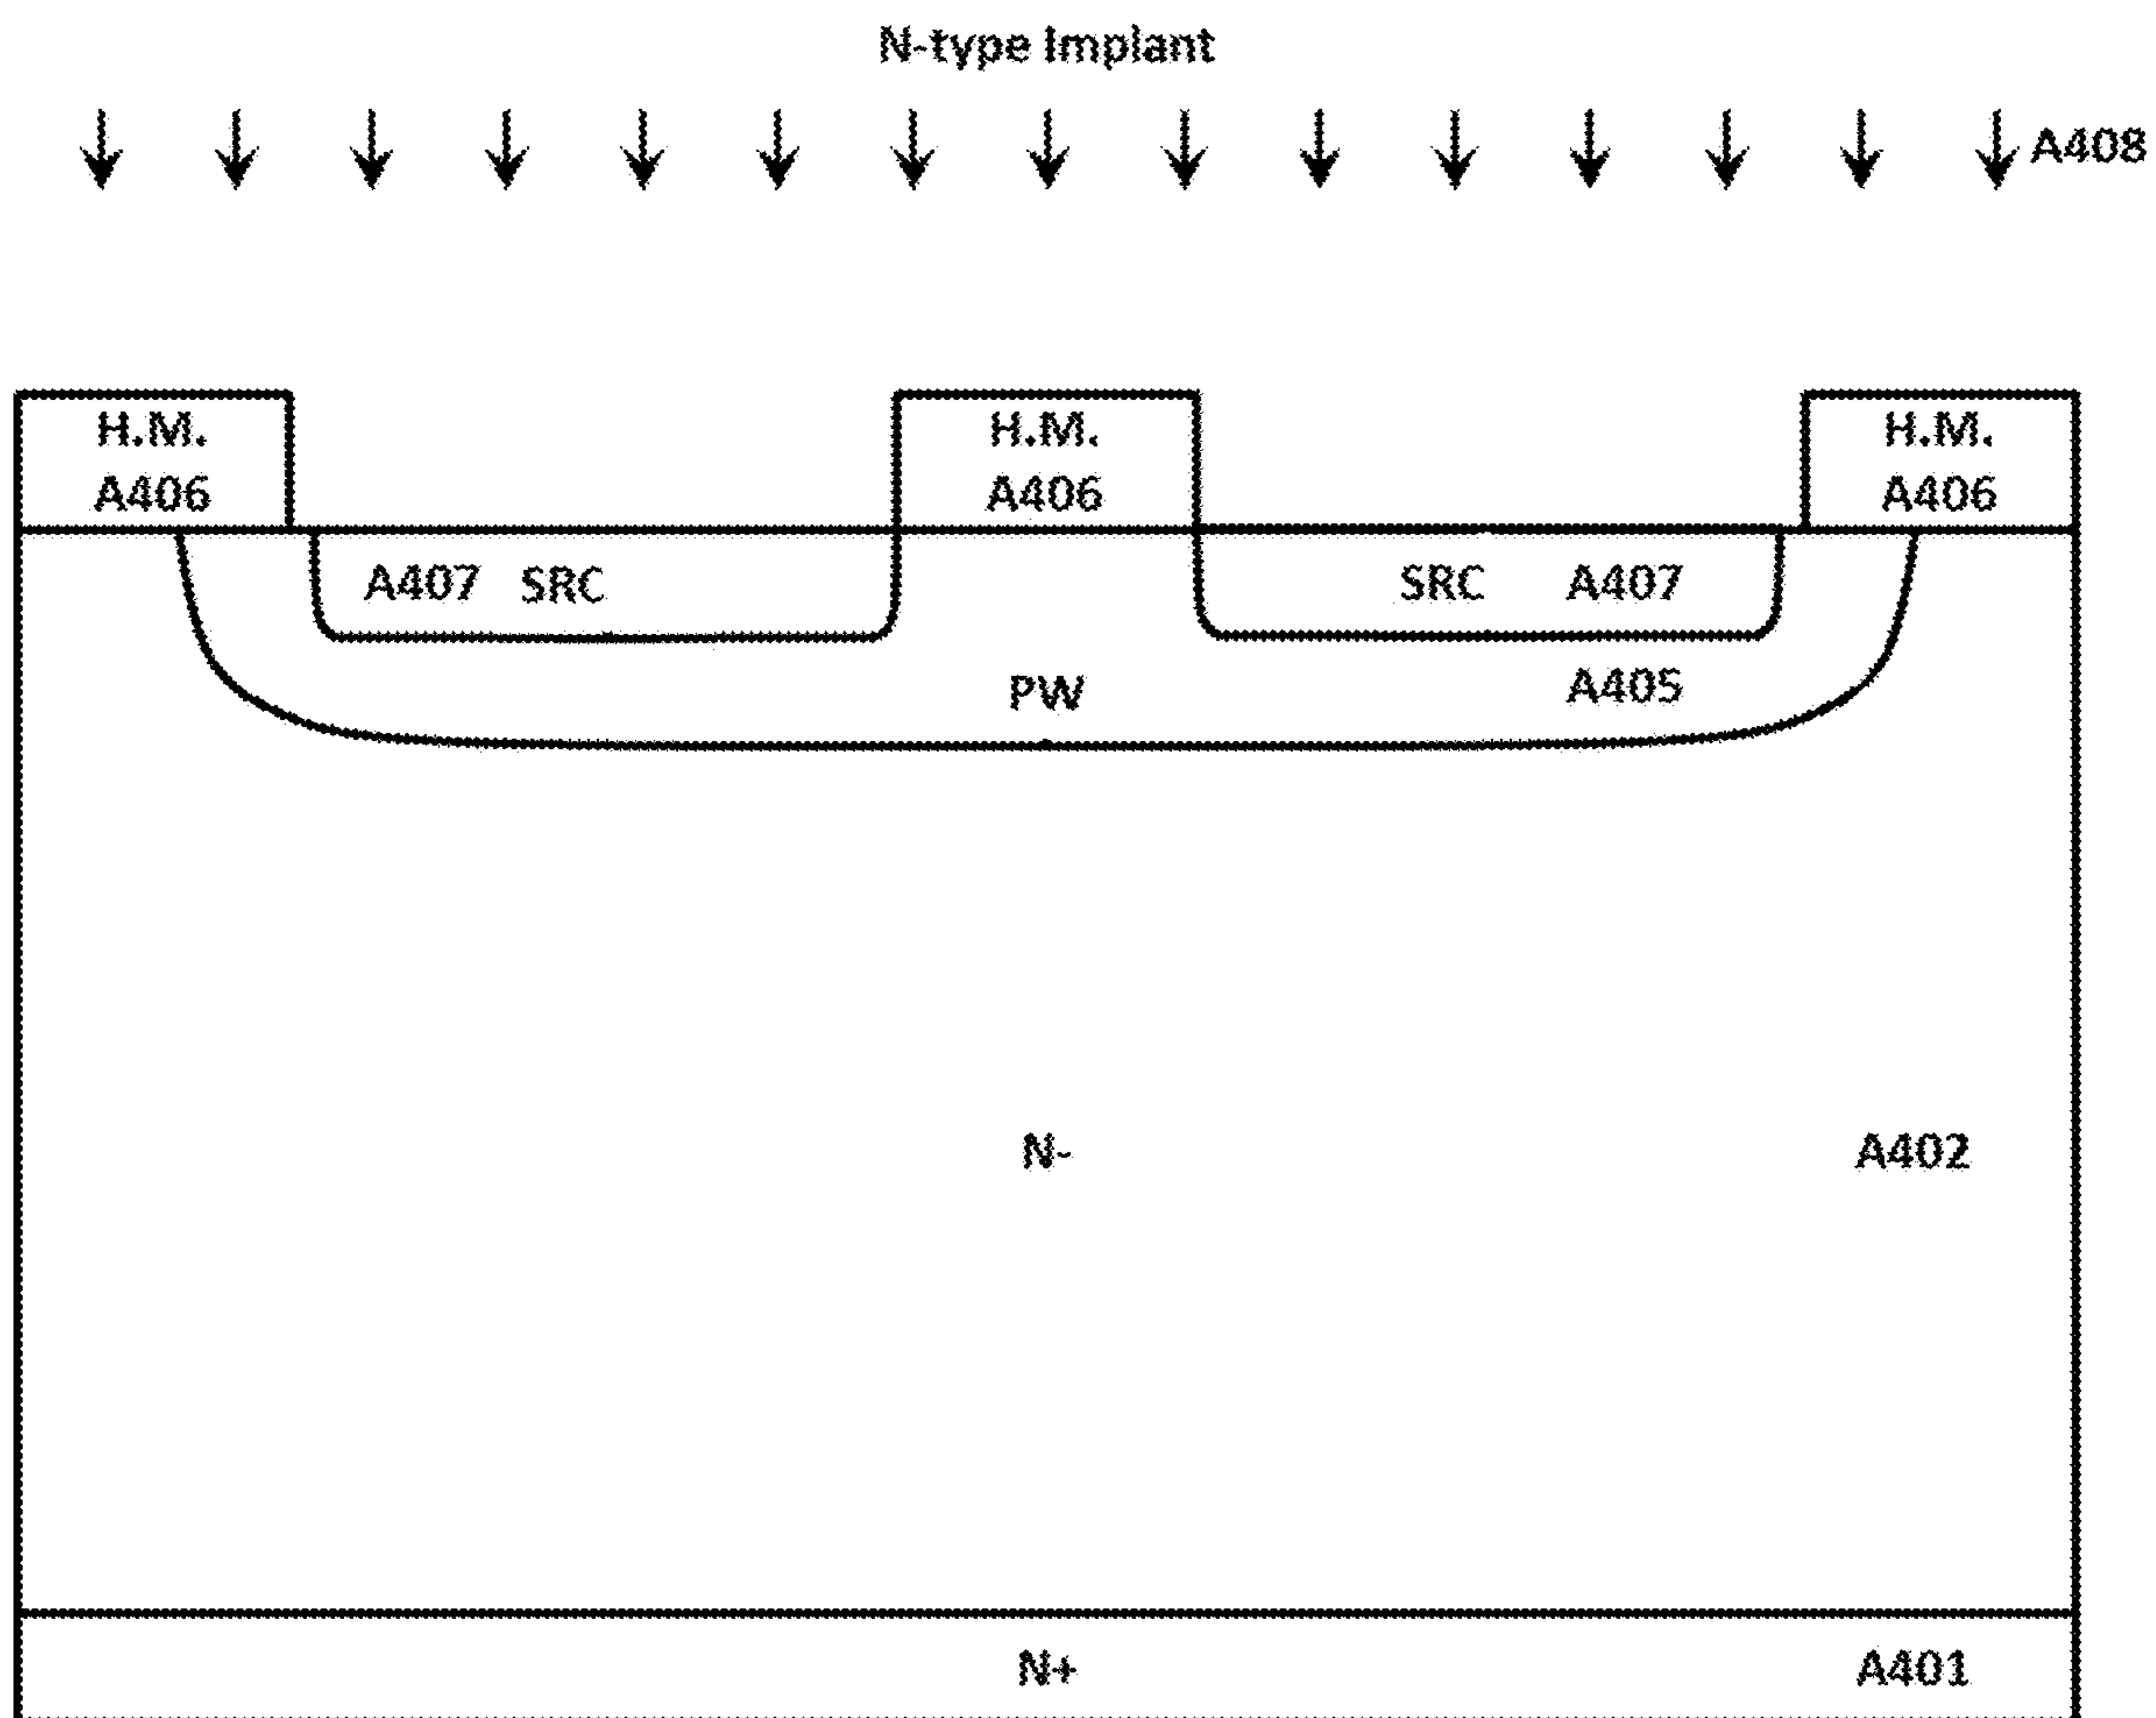 N-type Implant
A408
H.M. H.M. H.M.
A406 A406 A406
A407 SRC SRC A407
PW A405
N- A402
N+ A401